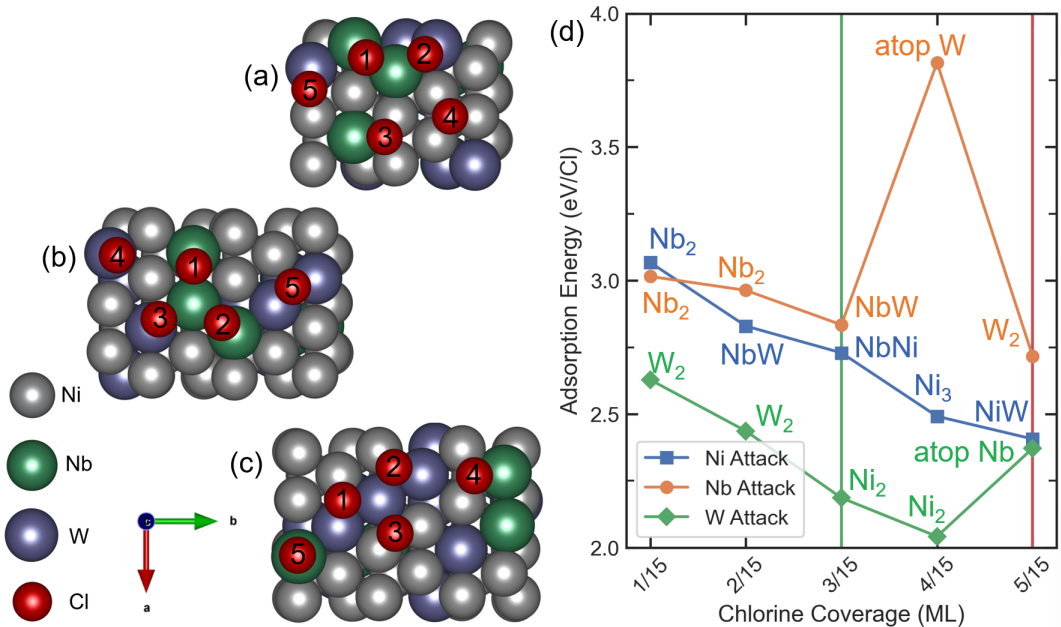 (a)
1
2
5
4
3
(b)
4
1
5
3
2
(c)
2
4
1
3
5
Ni
Nb
W
Cl
c
b
a
(d)
Adsorption Energy (eV/Cl)
4.0
3.5
3.0
2.5
2.0
atop W
Nb₂
Nb₂
Nb₂
NbW
NbW
NbNi
W₂
W₂
W₂
Ni₃
NiW
atop Nb
Ni₂
Ni₂
Ni Attack
Nb Attack
W Attack
1/15
2/15
3/15
4/15
5/15
Chlorine Coverage (ML)